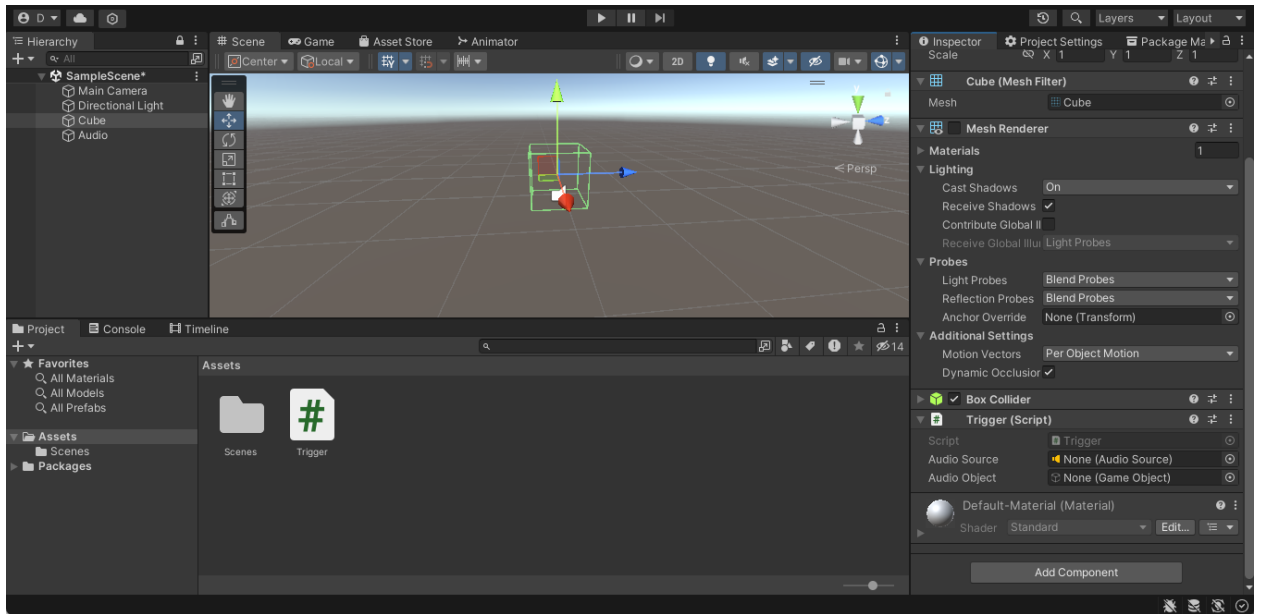 D
Layers Layout
Hierarchy
All
SampleScene*
Main Camera
Directional Light
Cube
Audio
Scene Game Asset Store Animator
Center Local 2D
y
z
Persp
Project Console Timeline
14
Favorites
All Materials
All Models
All Prefabs
Assets
Scenes
Packages
Assets
Scenes Trigger
Inspector Project Settings Package Ma
Scale X 1 Y 1 Z 1
Cube (Mesh Filter)
Mesh Cube
Mesh Renderer
Materials 1
Lighting
Cast Shadows On
Receive Shadows
Contribute Global Il
Receive Global Illu Light Probes
Probes
Light Probes Blend Probes
Reflection Probes Blend Probes
Anchor Override None (Transform)
Additional Settings
Motion Vectors Per Object Motion
Dynamic Occlusion
Box Collider
# Trigger (Script)
Script Trigger
Audio Source None (Audio Source)
Audio Object None (Game Object)
Default-Material (Material)
Shader Standard Edit...
Add Component